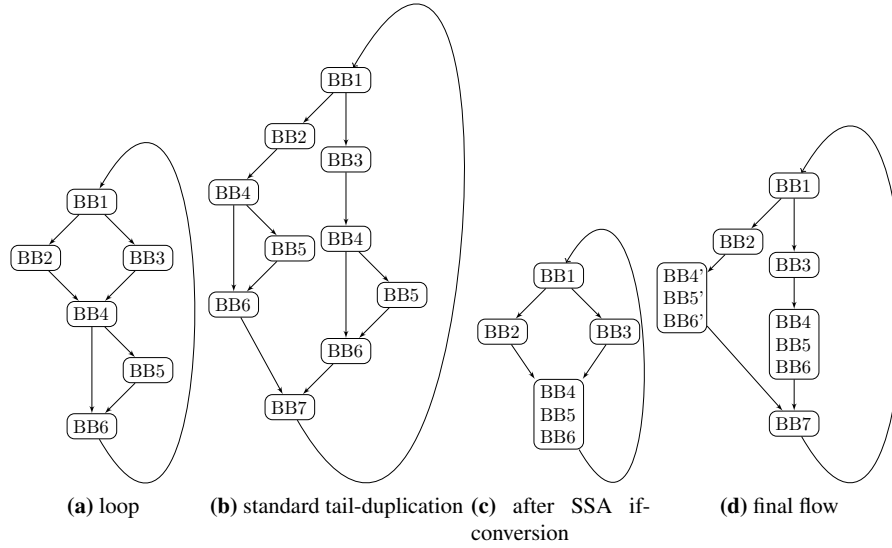 BB1
BB2
BB3
BB4
BB5
BB6
(a) loop
BB1
BB2
BB3
BB4
BB5
BB6
BB4
BB5
BB6
BB7
(b) standard tail-duplication
BB1
BB2
BB3
BB4
BB5
BB6
(c) after SSA if-
conversion
BB1
BB2
BB3
BB4'
BB5'
BB6'
BB4
BB5
BB6
BB7
(d) final flow